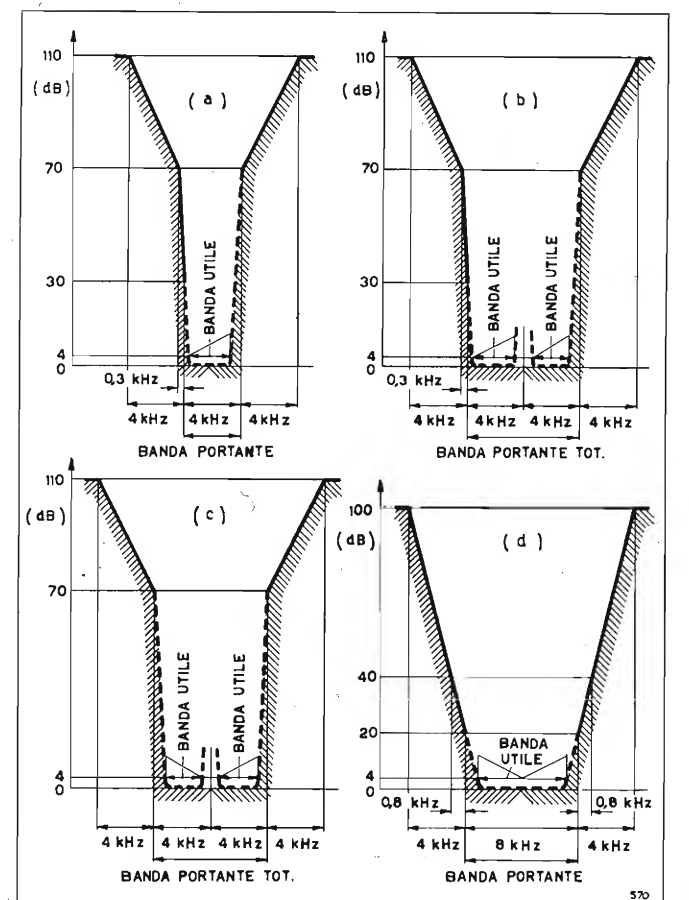 110
(dB)
(a)
70
30
BANDA UTILE
4
0
0,3 kHz
4 kHz 4 kHz 4 kHz
BANDA PORTANTE
110
(dB)
(b)
70
30
BANDA UTILE
BANDA UTILE
4
0
0,3 kHz
4 kHz 4 kHz 4 kHz 4 kHz
BANDA PORTANTE TOT.
110
(dB)
(c)
70
BANDA UTILE
BANDA UTILE
4
0
4 kHz 4 kHz 4 kHz 4 kHz
BANDA PORTANTE TOT.
100
(dB)
(d)
40
20
BANDA
UTILE
4
0
0,8 kHz 0,8 kHz
4 kHz 8 kHz 4 kHz
BANDA PORTANTE
570